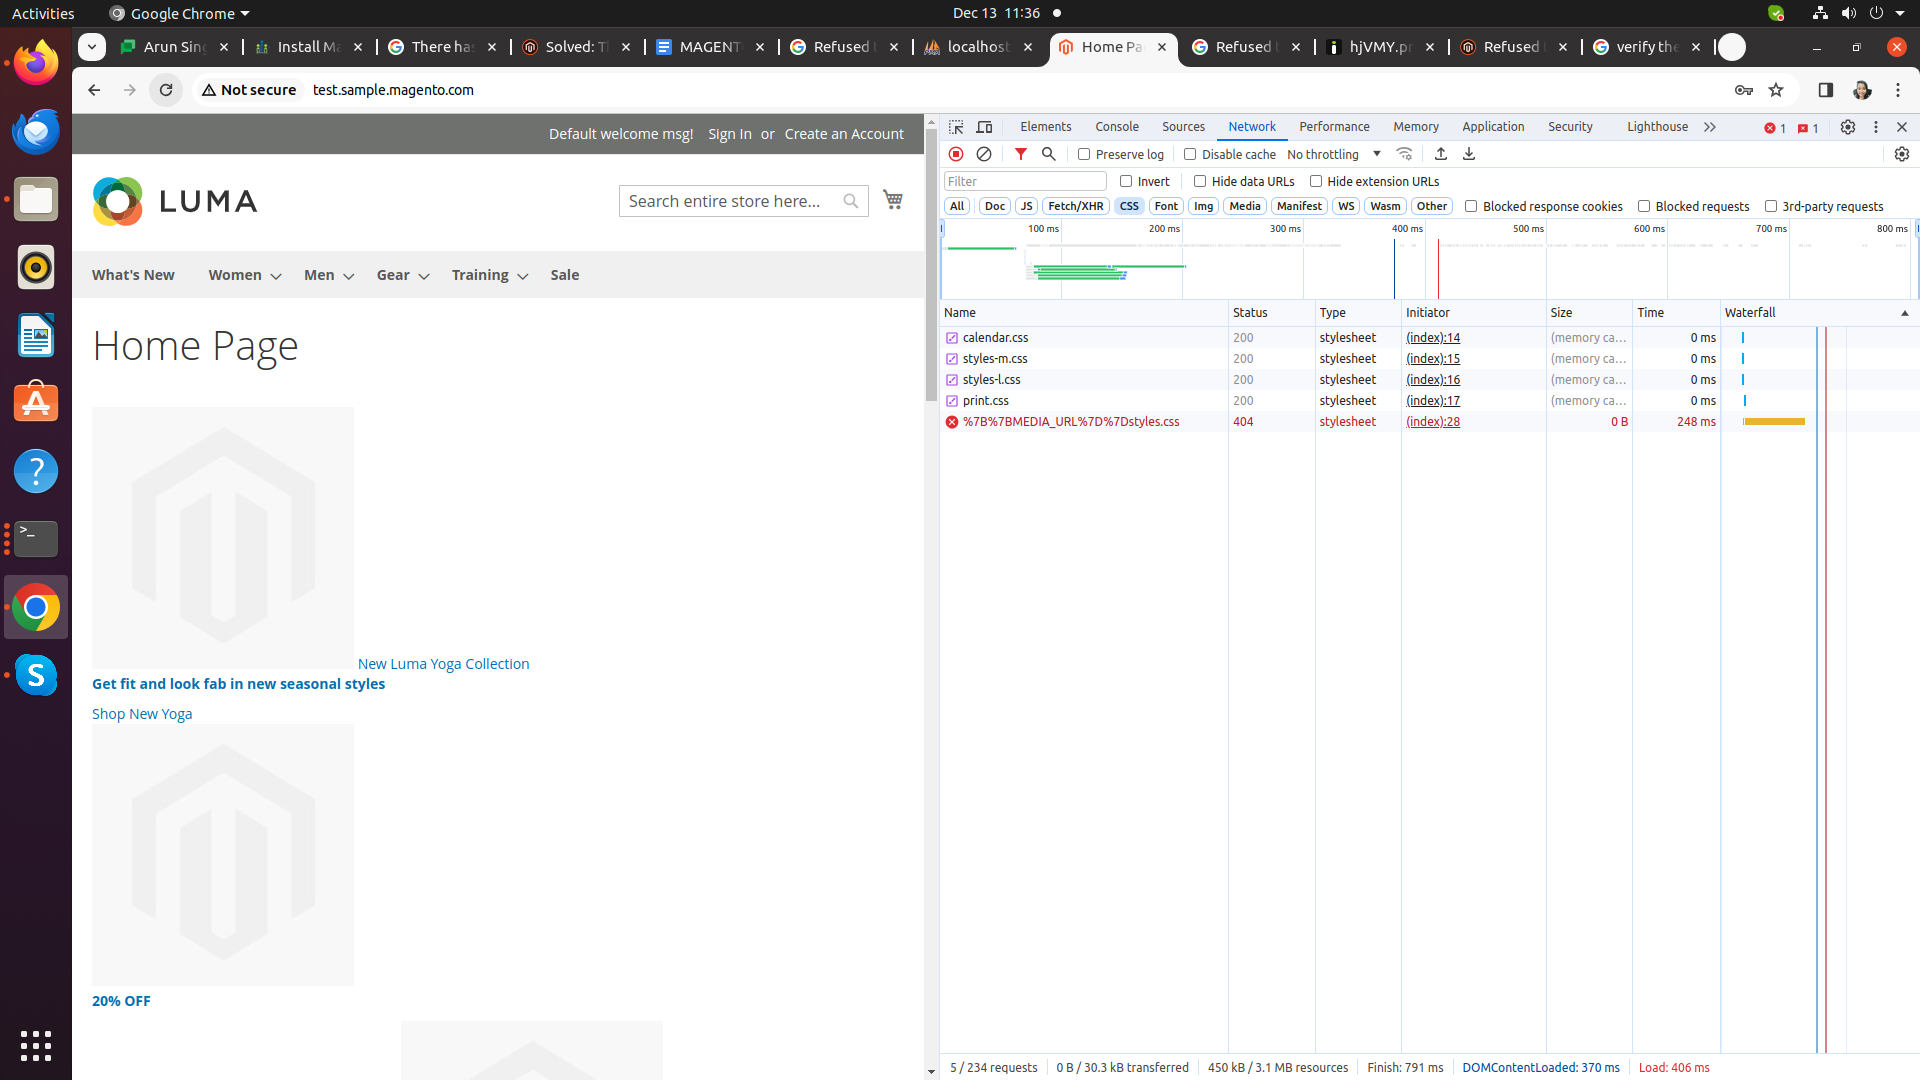 Activities
Google Chrome
Dec 13 11:36
Arun Sin
Install Ma
There ha
Solved: T
MAGENT
Refused
localhost
Home Pa
Refused
hjVMY.p
Refused
verify the
Not secure
test.sample.magento.com
Default welcome msg! Sign In or Create an Account
LUMA
Search entire store here...
What's New Women Men Gear Training Sale
Home Page
New Luma Yoga Collection
Get fit and look fab in new seasonal styles
Shop New Yoga
20% OFF
Elements Console Sources Network Performance Memory Application Security Lighthouse
1 1
Preserve log Disable cache No throttling
Filter Invert Hide data URLs Hide extension URLs
All Doc JS Fetch/XHR CSS Font Img Media Manifest WS Wasm Other Blocked response cookies Blocked requests 3rd-party requests
100 ms 200 ms 300 ms 400 ms 500 ms 600 ms 700 ms 800 ms
Name Status Type Initiator Size Time Waterfall
calendar.css 200 stylesheet (index):14 (memory ca... 0 ms
styles-m.css 200 stylesheet (index):15 (memory ca... 0 ms
styles-l.css 200 stylesheet (index):16 (memory ca... 0 ms
print.css 200 stylesheet (index):17 (memory ca... 0 ms
%7B%7BMEDIA_URL%7D%7Dstyles.css 404 stylesheet (index):28 0 B 248 ms
5 / 234 requests 0 B / 30.3 kB transferred 450 kB / 3.1 MB resources Finish: 791 ms DOMContentLoaded: 370 ms Load: 406 ms